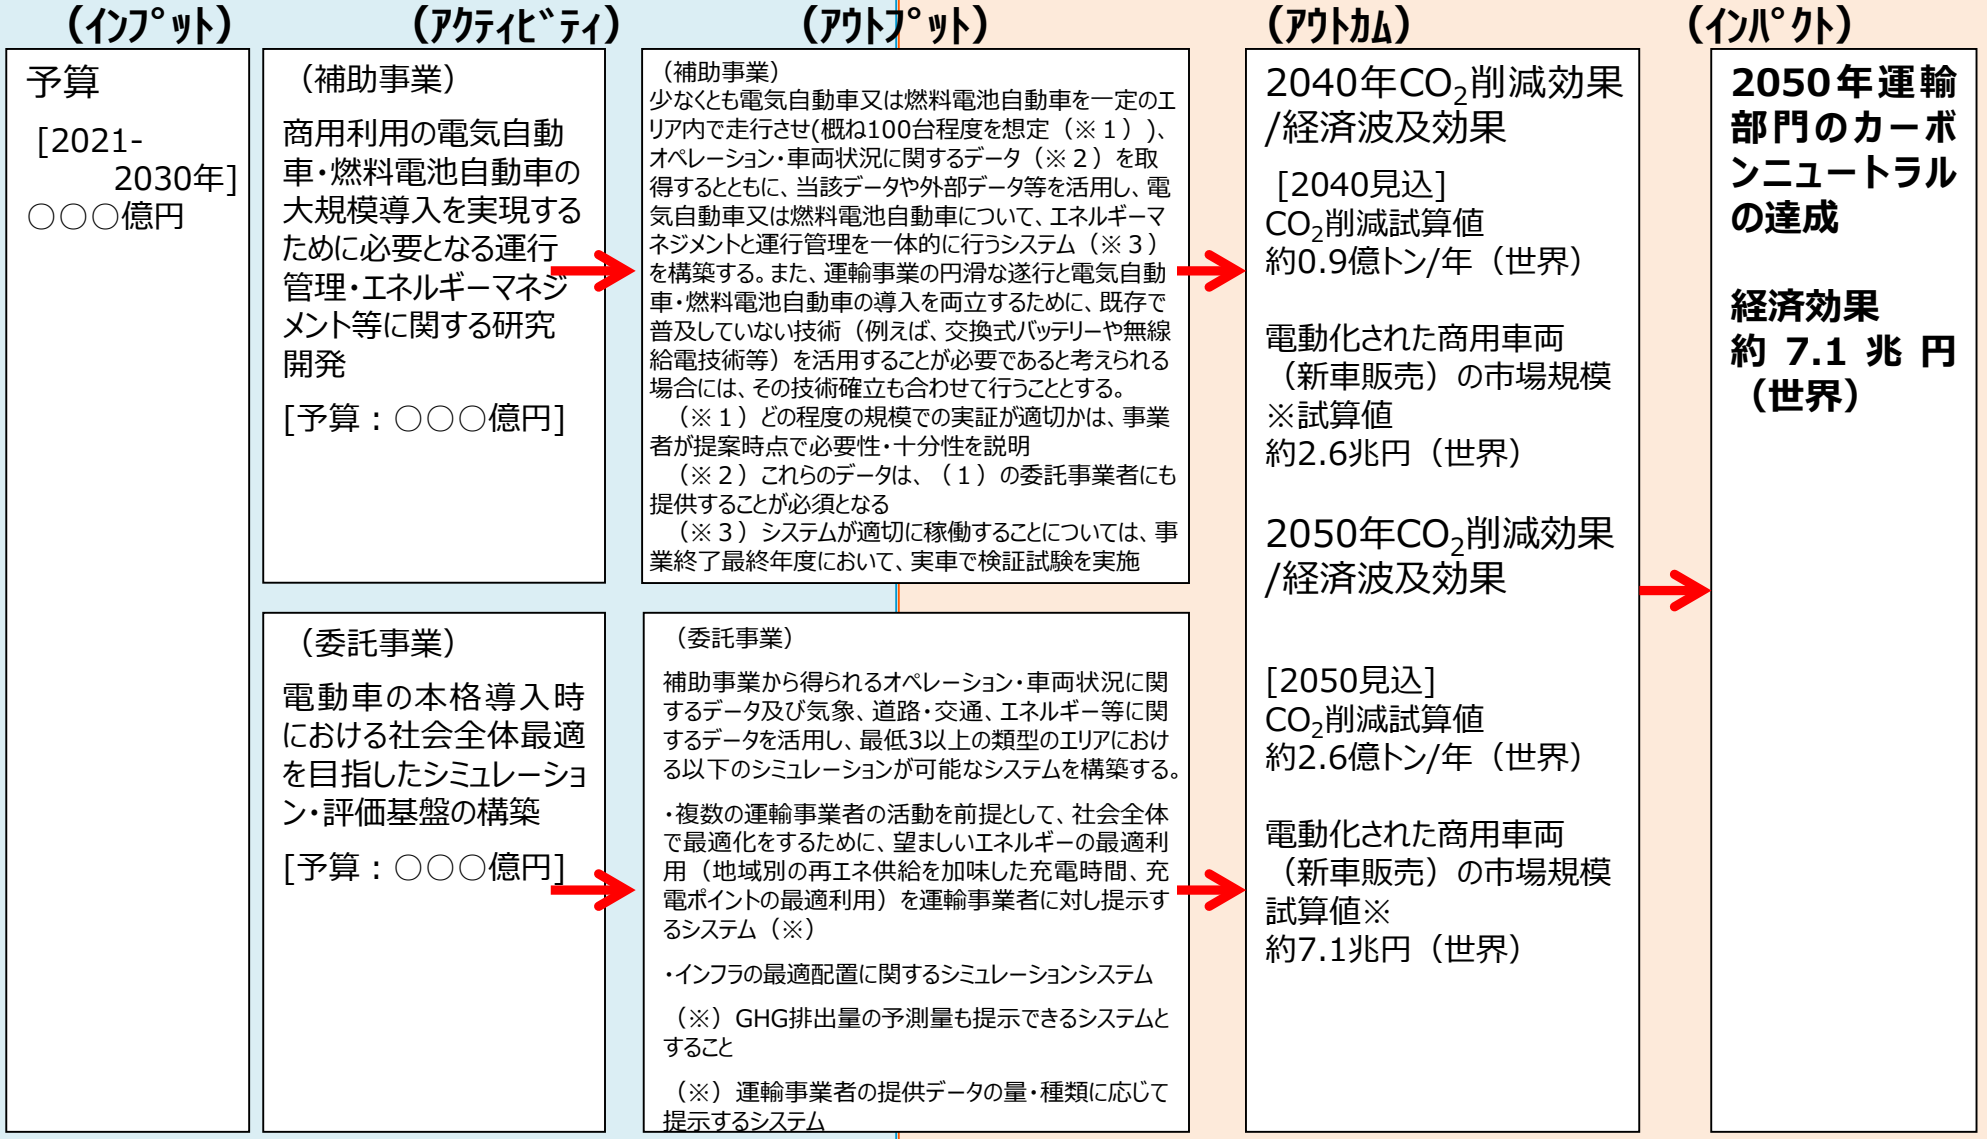 （ｲﾝﾌﾟｯﾄ）
（ｱｸﾃｨﾋﾞﾃｨ）
（ｱｳﾄﾌﾟｯﾄ）
（ｱｳﾄｶﾑ）
（ｲﾝﾊﾟｸﾄ）
予算
[2021-
2030年]
○○○億円
（補助事業）
商用利用の電気自動
車・燃料電池自動車の
大規模導入を実現する
ために必要となる運行
管理・エネルギーマネジ
メント等に関する研究
開発
[予算：○○○億円]
（委託事業）
電動車の本格導入時
における社会全体最適
を目指したシミュレーショ
ン・評価基盤の構築
[予算：○○○億円]
（補助事業）
少なくとも電気自動車又は燃料電池自動車を一定のエ
リア内で走行させ(概ね100台程度を想定（※１）)、
オペレーション・車両状況に関するデータ（※２）を取
得するとともに、当該データや外部データ等を活用し、電
気自動車又は燃料電池自動車について、エネルギーマ
ネジメントと運行管理を一体的に行うシステム（※３）
を構築する。また、運輸事業の円滑な遂行と電気自動
車・燃料電池自動車の導入を両立するために、既存で
普及していない技術（例えば、交換式バッテリーや無線
給電技術等）を活用することが必要であると考えられる
場合には、その技術確立も合わせて行うこととする。
（※１）どの程度の規模での実証が適切かは、事業
者が提案時点で必要性・十分性を説明
（※２）これらのデータは、（１）の委託事業者にも
提供することが必須となる
（※３）システムが適切に稼働することについては、事
業終了最終年度において、実車で検証試験を実施
（委託事業）
補助事業から得られるオペレーション・車両状況に関
するデータ及び気象、道路・交通、エネルギー等に関
するデータを活用し、最低3以上の類型のエリアにおけ
る以下のシミュレーションが可能なシステムを構築する。
・複数の運輸事業者の活動を前提として、社会全体
で最適化をするために、望ましいエネルギーの最適利
用（地域別の再エネ供給を加味した充電時間、充
電ポイントの最適利用）を運輸事業者に対し提示す
るシステム（※）
・インフラの最適配置に関するシミュレーションシステム
（※）GHG排出量の予測量も提示できるシステムと
すること
（※）運輸事業者の提供データの量・種類に応じて
提示するシステム
2040年CO₂削減効果
/経済波及効果
[2040見込]
CO₂削減試算値
約0.9億トン/年（世界）
電動化された商用車両
（新車販売）の市場規模
※試算値
約2.6兆円（世界）
2050年CO₂削減効果
/経済波及効果
[2050見込]
CO₂削減試算値
約2.6億トン/年（世界）
電動化された商用車両
（新車販売）の市場規模
試算値※
約7.1兆円（世界）
2050年運輸
部門のカーボ
ンニュートラル
の達成
経済効果
約7.1兆円
（世界）